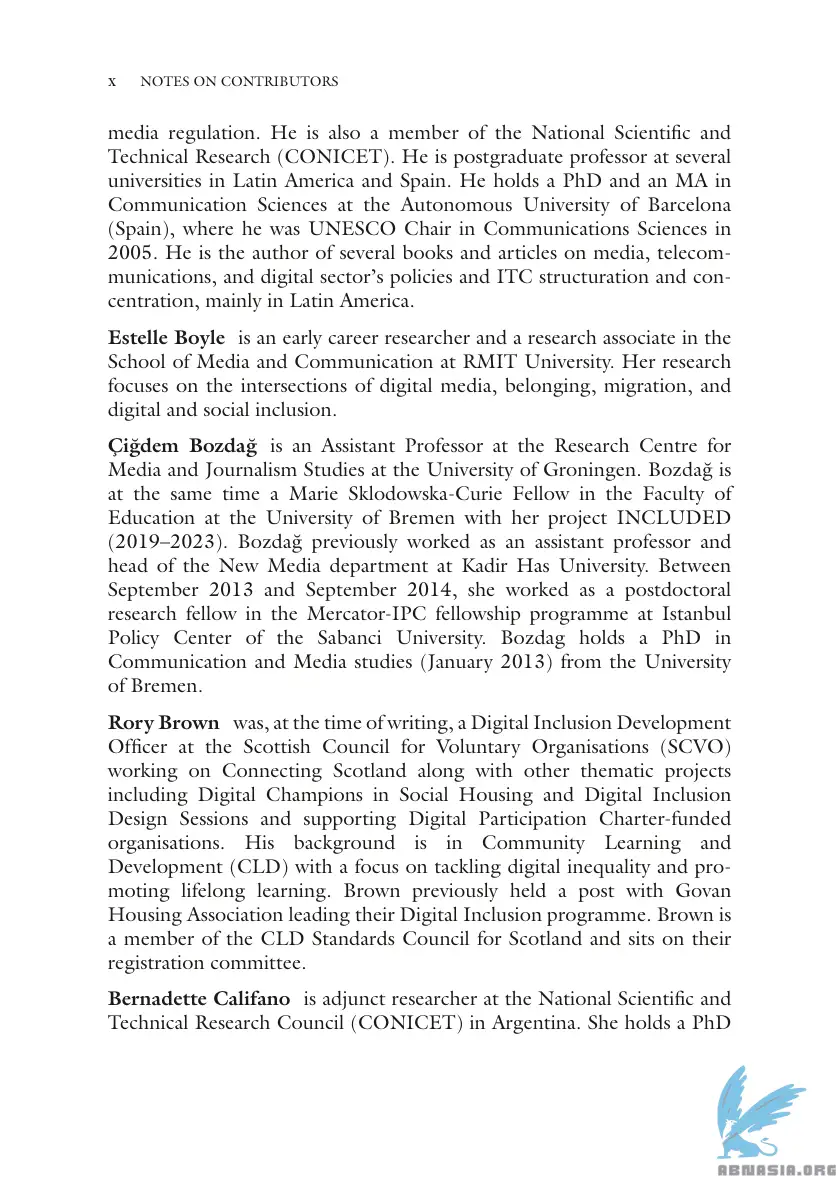 x NOTES ON CONTRIBUTORS
media regulation. He is also a member of the National Scientific and
Technical Research (CONICET). He is postgraduate professor at several
universities in Latin America and Spain. He holds a PhD and an MA in
Communication Sciences at the Autonomous University of Barcelona
(Spain), where he was UNESCO Chair in Communications Sciences in
2005. He is the author of several books and articles on media, telecom-
munications, and digital sector's policies and ITC structuration and con-
centration, mainly in Latin America.
Estelle Boyle is an early career researcher and a research associate in the
School of Media and Communication at RMIT University. Her research
focuses on the intersections of digital media, belonging, migration, and
digital and social inclusion.
Çiğdem Bozdağ is an Assistant Professor at the Research Centre for
Media and Journalism Studies at the University of Groningen. Bozdağ is
at the same time a Marie Sklodowska-Curie Fellow in the Faculty of
Education at the University of Bremen with her project INCLUDED
(2019–2023). Bozdağ previously worked as an assistant professor and
head of the New Media department at Kadir Has University. Between
September 2013 and September 2014, she worked as a postdoctoral
research fellow in the Mercator-IPC fellowship programme at Istanbul
Policy Center of the Sabanci University. Bozdag holds a PhD in
Communication and Media studies (January 2013) from the University
of Bremen.
Rory Brown was, at the time of writing, a Digital Inclusion Development
Officer at the Scottish Council for Voluntary Organisations (SCVO)
working on Connecting Scotland along with other thematic projects
including Digital Champions in Social Housing and Digital Inclusion
Design Sessions and supporting Digital Participation Charter-funded
organisations. His background is in Community Learning and
Development (CLD) with a focus on tackling digital inequality and pro-
moting lifelong learning. Brown previously held a post with Govan
Housing Association leading their Digital Inclusion programme. Brown is
a member of the CLD Standards Council for Scotland and sits on their
registration committee.
Bernadette Califano is adjunct researcher at the National Scientific and
Technical Research Council (CONICET) in Argentina. She holds a PhD
ABNASIA.ORG